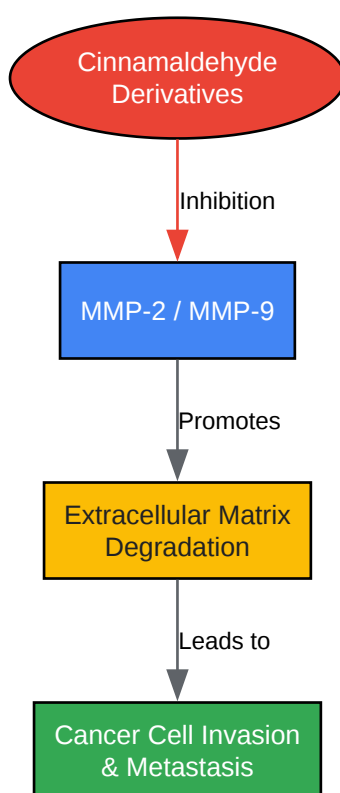 Cinnamaldehyde
Derivatives
Inhibition
MMP-2 / MMP-9
Promotes
Extracellular Matrix
Degradation
Leads to
Cancer Cell Invasion
& Metastasis